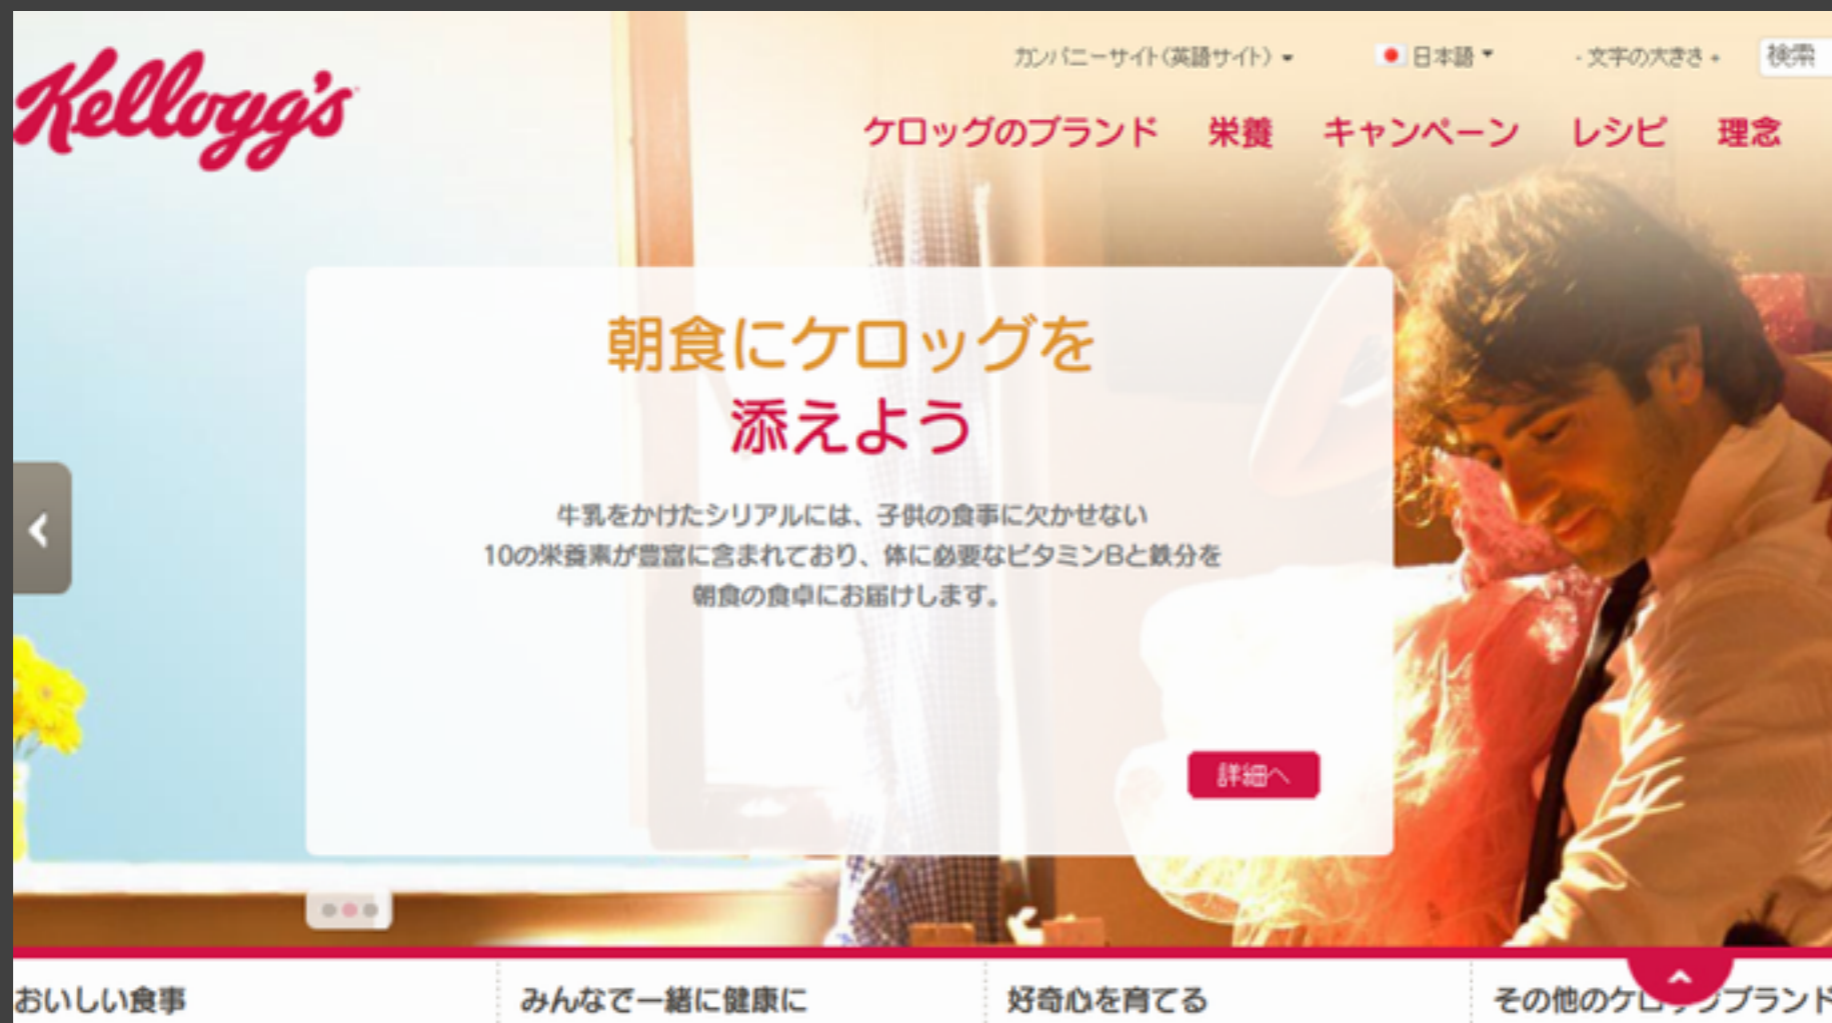 Kellogg's
カンパニーサイト(英語サイト)
日本語
- 文字の大きさ +
検索
ケロッグのブランド 栄養 キャンペーン レシピ 理念
朝食にケロッグを
添えよう
牛乳をかけたシリアルには、子供の食事に欠かせない
10の栄養素が豊富に含まれており、体に必要なビタミンBと鉄分を
朝食の食卓にお届けします。
詳細へ
おいしい食事
みんなで一緒に健康に
好奇心を育てる
その他のケロッグブランド